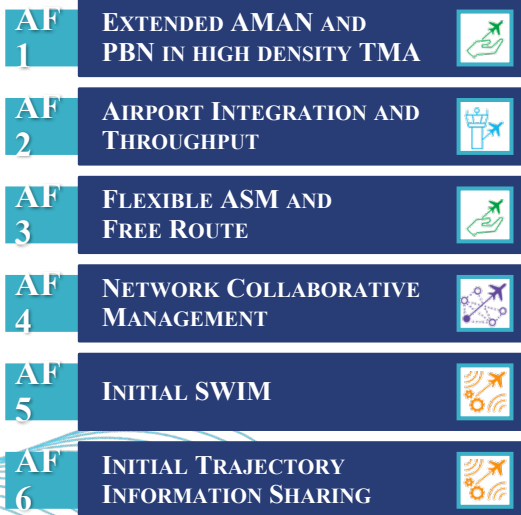 AF
1
EXTENDED AMAN AND
PBN IN HIGH DENSITY TMA
AF
2
AIRPORT INTEGRATION AND
THROUGHPUT
AF
3
FLEXIBLE ASM AND
FREE ROUTE
AF
4
NETWORK COLLABORATIVE
MANAGEMENT
AF
5
INITIAL SWIM
AF
6
INITIAL TRAJECTORY
INFORMATION SHARING